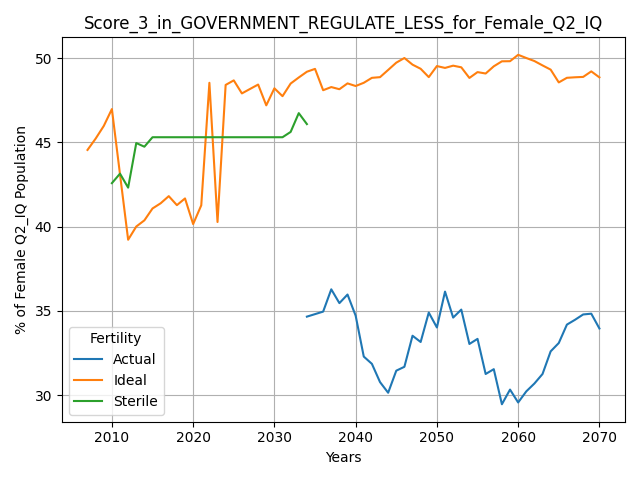 Score_3_in_GOVERNMENT_REGULATE_LESS_for_Female_Q2_IQ
% of Female Q2_IQ Population
50
45
40
35
30
Fertility
Actual
Ideal
Sterile
2010 2020 2030 2040 2050 2060 2070
Years